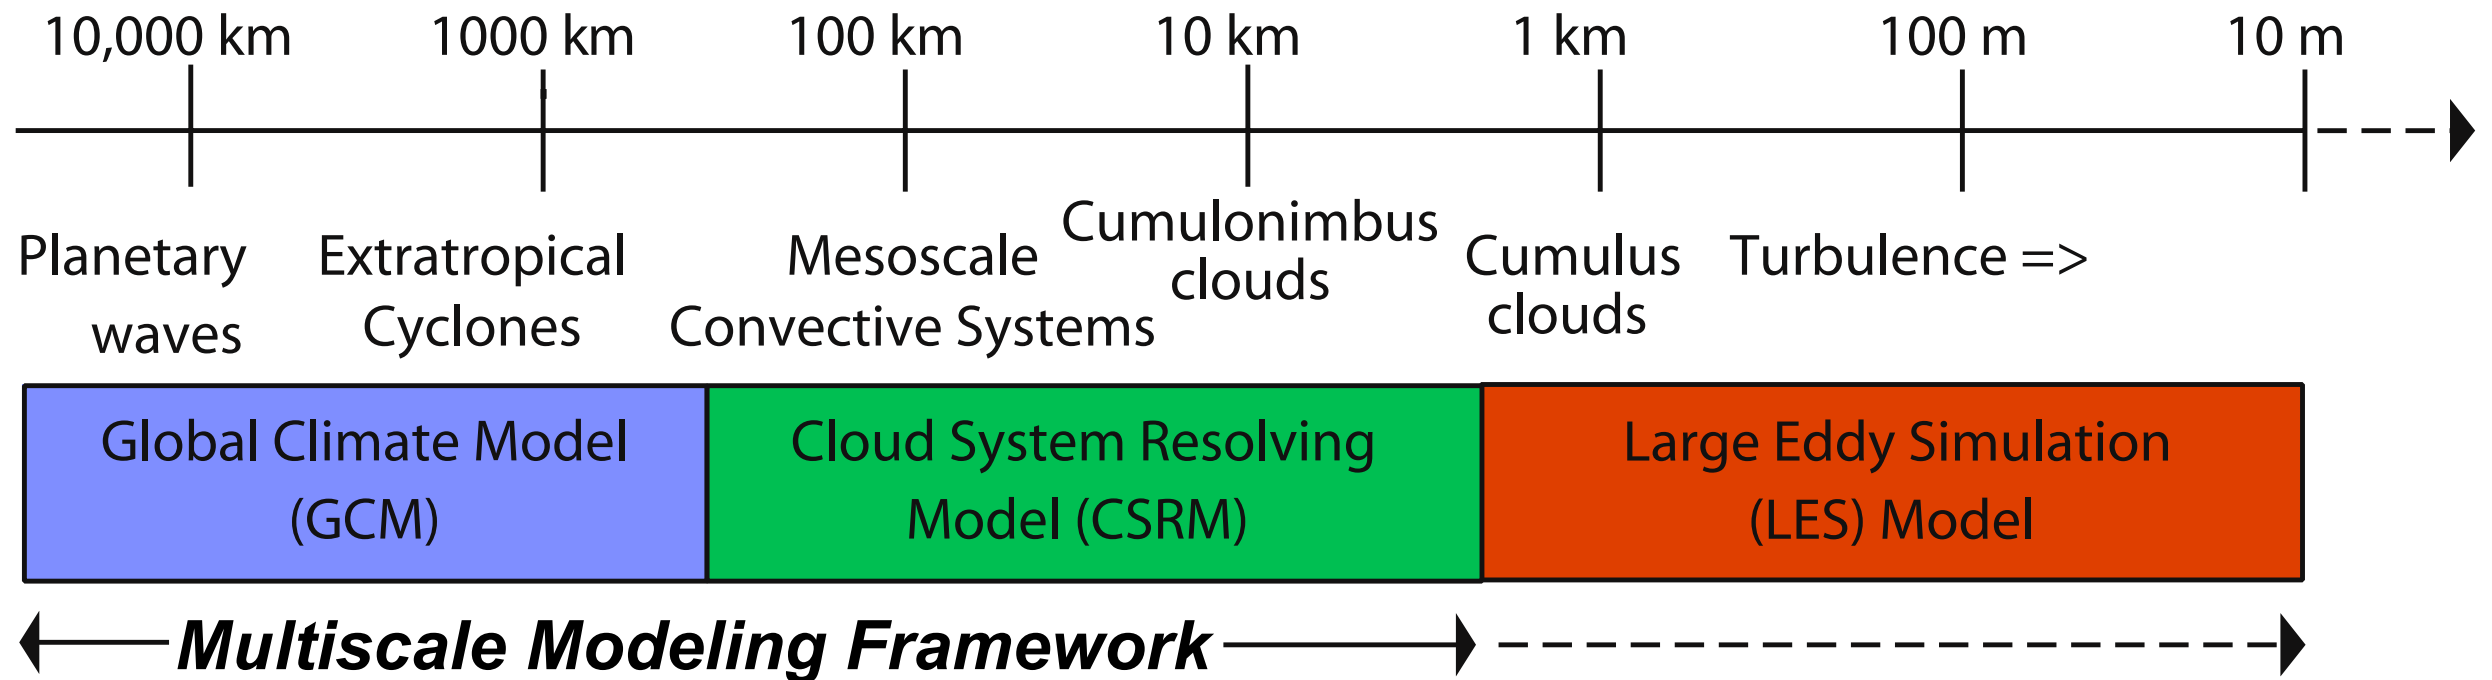 10,000 km 1000 km 100 km 10 km 1 km 100 m 10 m
Planetary
waves
Extratropical
Cyclones
Mesoscale
Convective Systems
Cumulonimbus
clouds
Cumulus
clouds
Turbulence =>
Global Climate Model
(GCM)
Cloud System Resolving
Model (CSRM)
Large Eddy Simulation
(LES) Model
Multiscale Modeling Framework